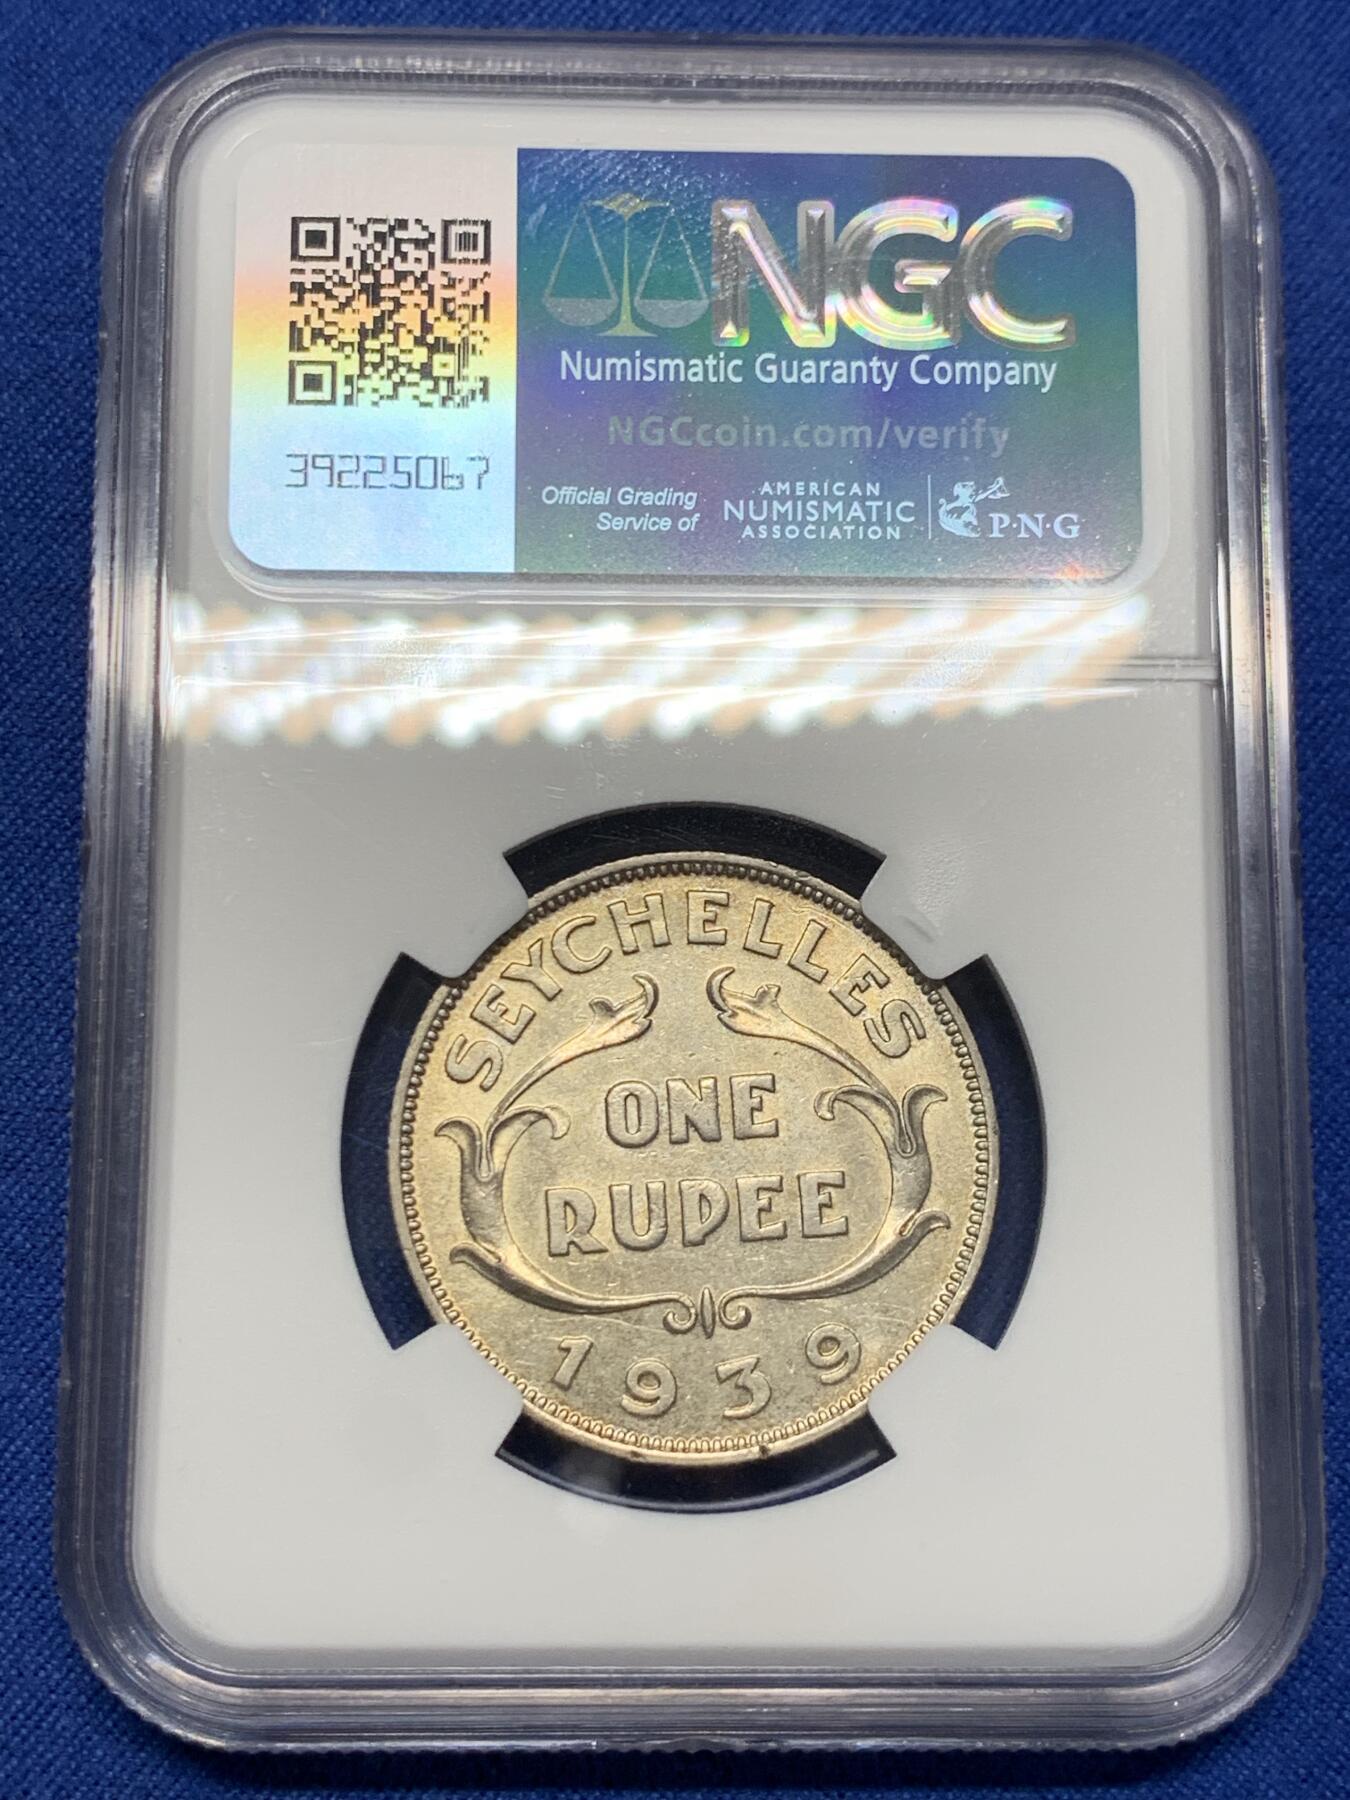 NGC
Numismatic Guaranty Company
NGCcoin.com/verify
39225067
Official Grading
Service of
AMERICAN
NUMISMATIC
ASSOCIATION
P·N·G
SEYCHELLES
ONE
RUPEE
1939